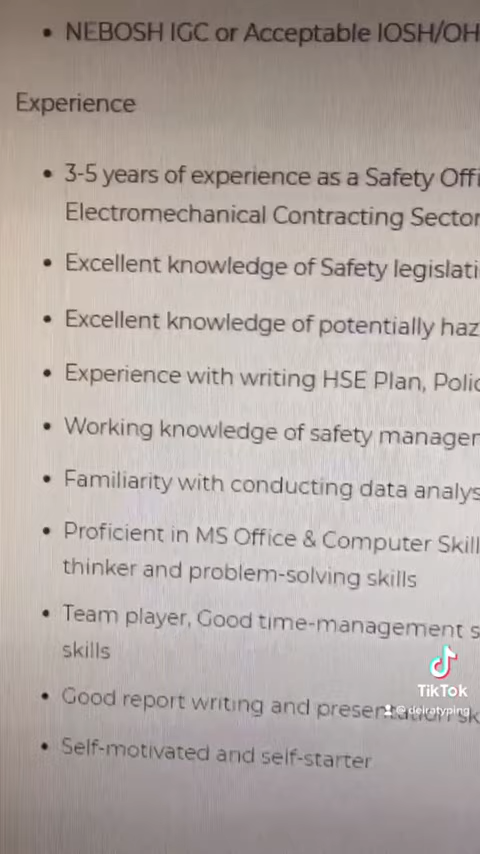 NEBOSH IGC or Acceptable IOSH/OH
Experience
3-5 years of experience as a Safety Offi
Electromechanical Contracting Sector
Excellent knowledge of Safety legislati
Excellent knowledge of potentially haz
Experience with writing HSE Plan, Polic
Working knowledge of safety managem
Familiarity with conducting data analys
Proficient in MS Office & Computer Skill
thinker and problem-solving skills
Team player, Good time-management s
skills
Good report writing and presentation sk
Self-motivated and self-starter
TikTok
@deiratyping